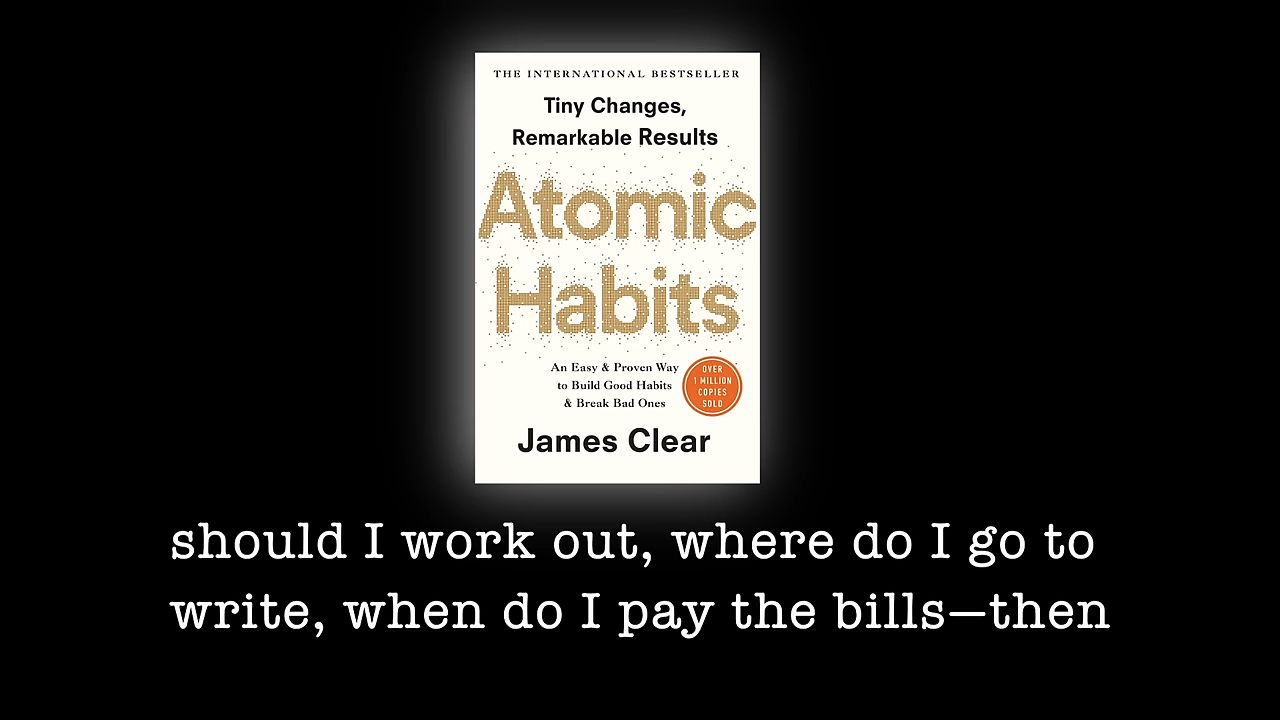 THE INTERNATIONAL BESTSELLER
Tiny Changes,
Remarkable Results
Atomic
Habits
An Easy & Proven Way
to Build Good Habits
& Break Bad Ones
OVER
1 MILLION
COPIES
SOLD
James Clear
should I work out, where do I go to
write, when do I pay the bills—then